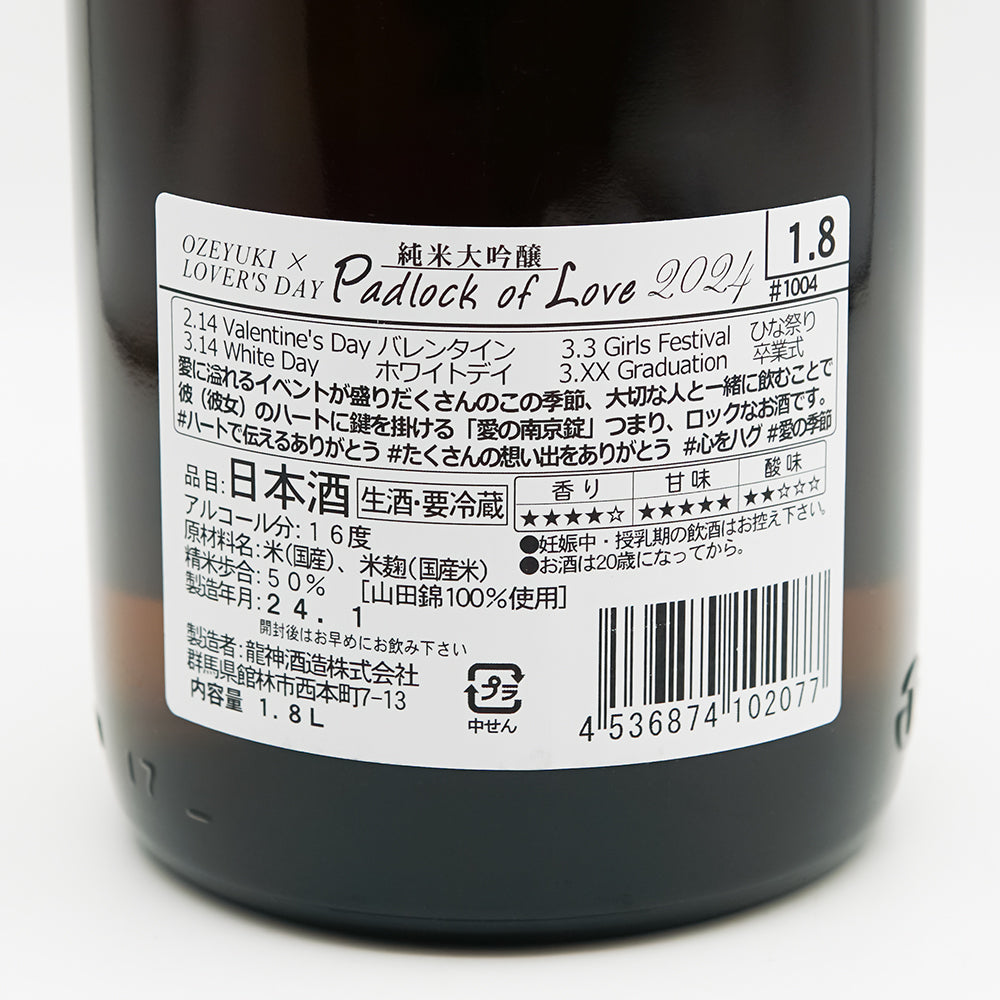 OZEYUKI ×
LOVER'S DAY
純米大吟醸
Padlock of Love 2024
1.8
#1004
2.14 Valentine's Day バレンタイン
3.14 White Day ホワイトデイ
3.3 Girls Festival ひな祭り
3.XX Graduation 卒業式
愛に溢れるイベントが盛りだくさんのこの季節、大切な人と一緒に飲むことで
彼（彼女）のハートに鍵を掛ける「愛の南京錠」つまり、ロックなお酒です。
#ハートで伝えるありがとう #たくさんの想い出をありがとう #心をハグ #愛の季節
品目:日本酒 生酒・要冷蔵
香り 甘味 酸味
★★★★☆ ★★★★★ ★★☆☆☆
アルコール分:16度
●妊娠中・授乳期の飲酒はお控え下さい。
●お酒は20歳になってから。
原材料名:米(国産)、米麹(国産米)
精米歩合:50% [山田錦100%使用]
製造年月:24. 1
開封後はお早めにお飲み下さい
製造者:龍神酒造株式会社
群馬県館林市西本町7-13
内容量 1.8L
プラ
中せん
4 536874 102077
17